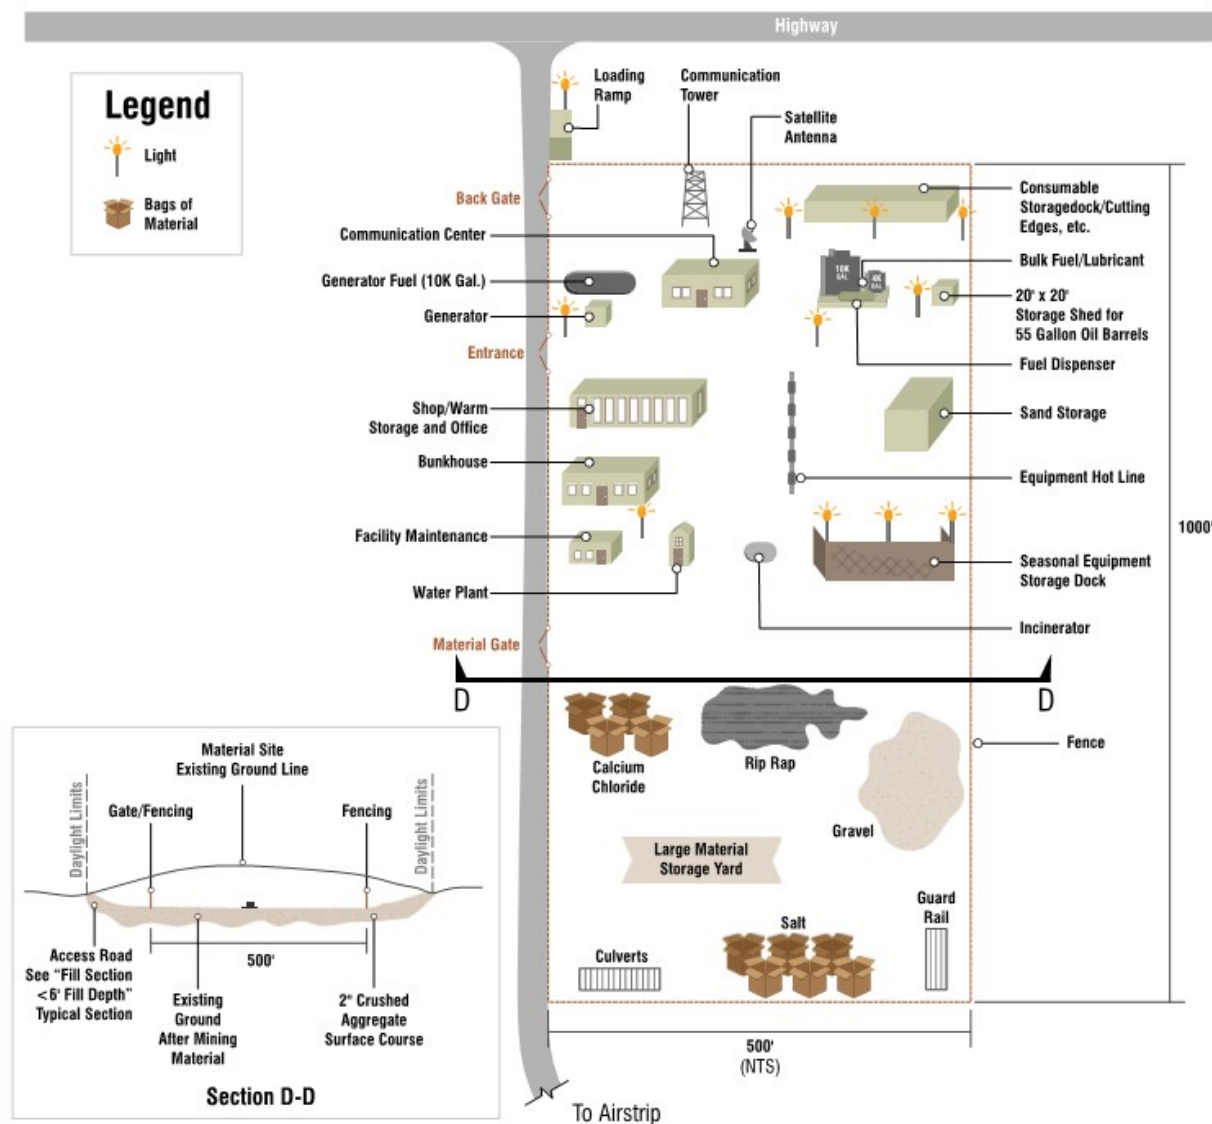 Highway
Legend
Light
Bags of
Material
Loading
Ramp
Communication
Tower
Satellite
Antenna
Back Gate
Communication Center
Generator Fuel (10K Gal.)
Generator
Entrance
Shop/Warm
Storage and Office
Bunkhouse
Facility Maintenance
Water Plant
Material Gate
Consumable
Storagedock/Cutting
Edges, etc.
10K
GAL
4K
GAL
Bulk Fuel/Lubricant
20' x 20'
Storage Shed for
55 Gallon Oil Barrels
Fuel Dispenser
Sand Storage
Equipment Hot Line
1000'
Seasonal Equipment
Storage Dock
Incinerator
D
D
Calcium
Chloride
Rip Rap
Gravel
Fence
Large Material
Storage Yard
Guard
Rail
Salt
Culverts
500'
(NTS)
To Airstrip
Material Site
Existing Ground Line
Daylight Limits
Gate/Fencing
Fencing
Daylight Limits
500'
Access Road
See "Fill Section
<6' Fill Depth"
Typical Section
Existing
Ground
After Mining
Material
2" Crushed
Aggregate
Surface Course
Section D-D